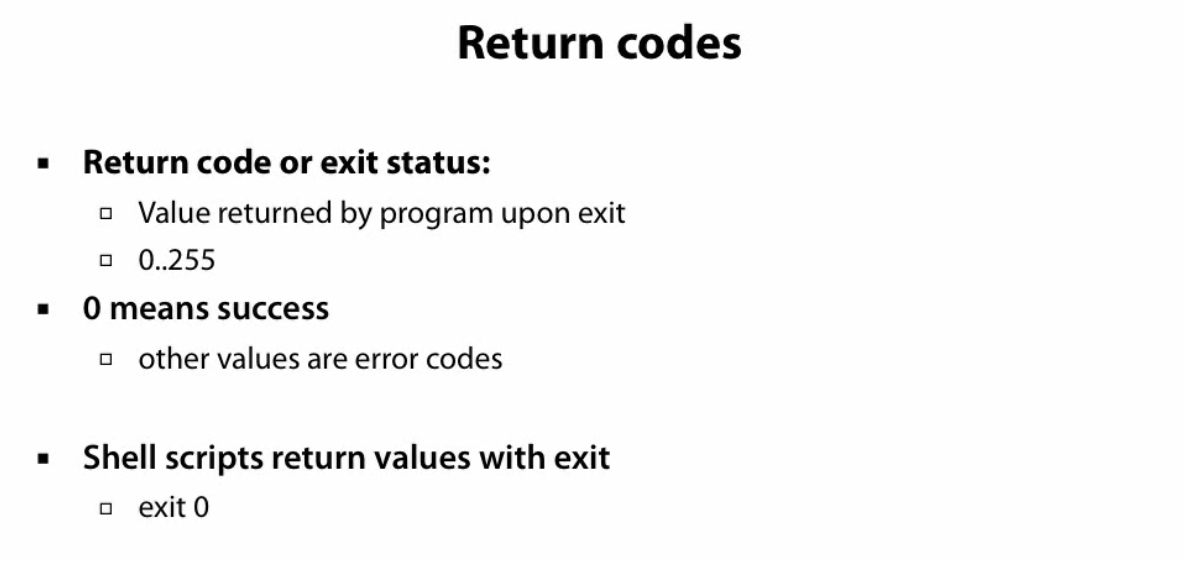 Return codes
Return code or exit status:
Value returned by program upon exit
0..255
0 means success
other values are error codes
Shell scripts return values with exit
exit 0